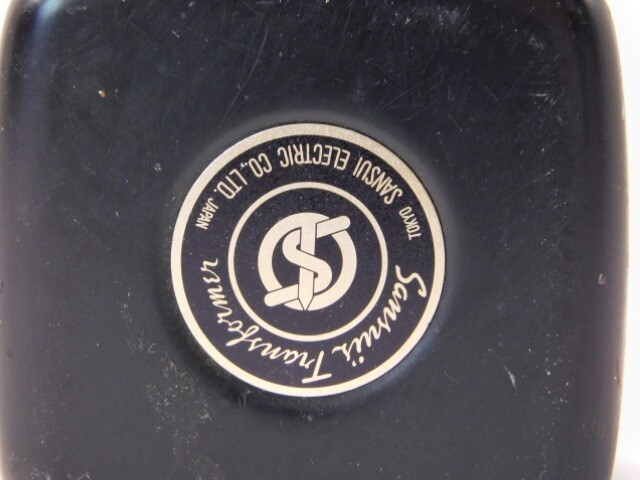 Sansui's Transformer
TOKYO SANSUI ELECTRIC CO., LTD. JAPAN